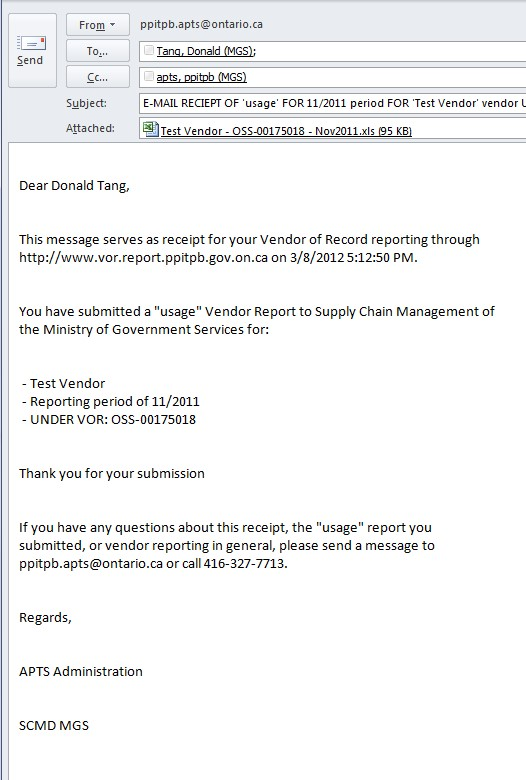 From ppitpb.apts@ontario.ca
Send
To... Tang, Donald (MGS);
Cc... apts, ppitpb (MGS)
Subject: E-MAIL RECIEPT OF 'usage' FOR 11/2011 period FOR 'Test Vendor' vendor U
Attached: Test Vendor - OSS-00175018 - Nov2011.xls (95 KB)
Dear Donald Tang,
This message serves as receipt for your Vendor of Record reporting through
http://www.vor.report.ppitpb.gov.on.ca on 3/8/2012 5:12:50 PM.
You have submitted a "usage" Vendor Report to Supply Chain Management of
the Ministry of Government Services for:
- Test Vendor
- Reporting period of 11/2011
- UNDER VOR: OSS-00175018
Thank you for your submission
If you have any questions about this receipt, the "usage" report you
submitted, or vendor reporting in general, please send a message to
ppitpb.apts@ontario.ca or call 416-327-7713.
Regards,
APTS Administration
SCMD MGS